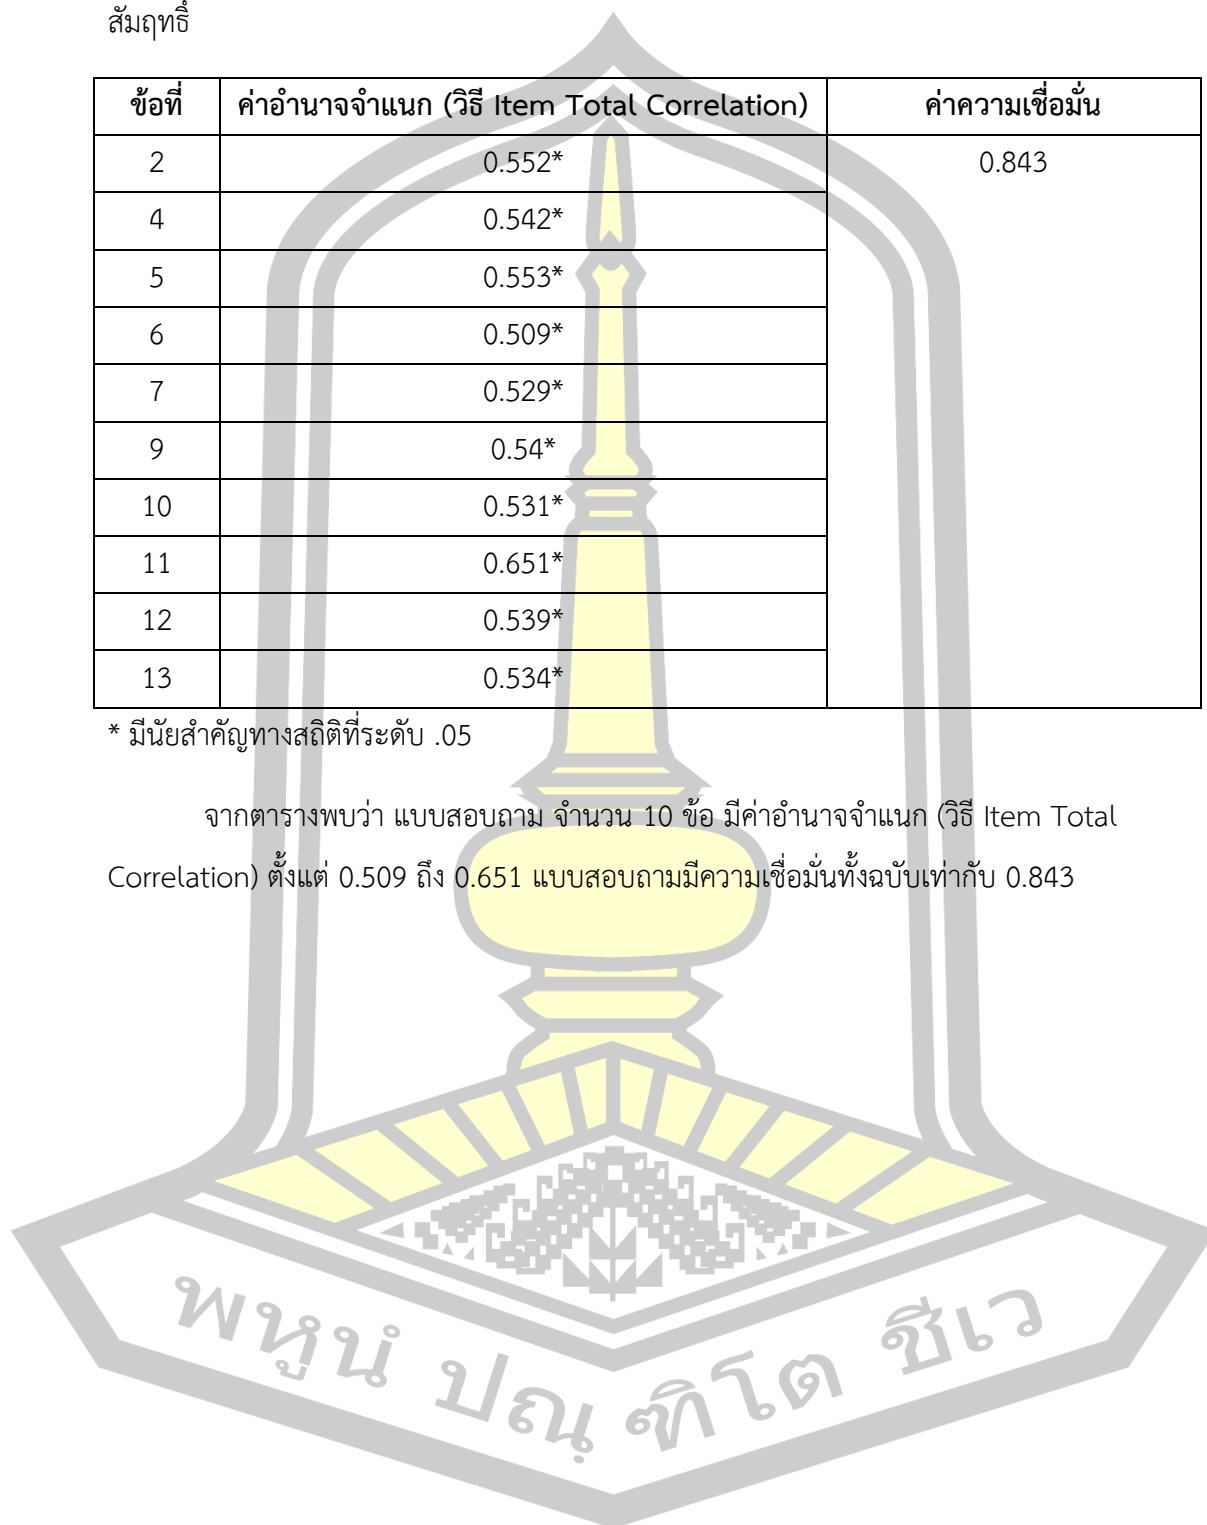 สัมฤทธิ์
ข้อที่ ค่าอำนาจจำแนก (วิธี Item Total Correlation) ค่าความเชื่อมั่น
2 0.552* 0.843
4 0.542*
5 0.553*
6 0.509*
7 0.529*
9 0.54*
10 0.531*
11 0.651*
12 0.539*
13 0.534*
* มีนัยสำคัญทางสถิติที่ระดับ .05
จากตารางพบว่า แบบสอบถาม จำนวน 10 ข้อ มีค่าอำนาจจำแนก (วิธี Item Total
Correlation) ตั้งแต่ 0.509 ถึง 0.651 แบบสอบถามมีความเชื่อมั่นทั้งฉบับเท่ากับ 0.843
พหูนํ ปณฺฑิโต ชีเว